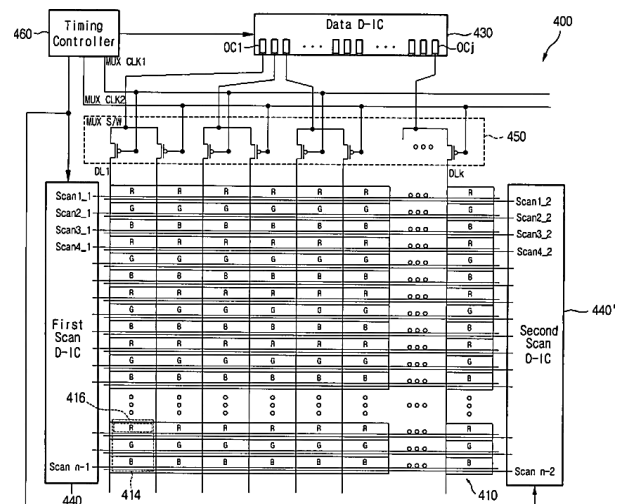 460
Timing
Controller
Data D-IC
OC1
OCj
430
400
MUX CLK1
MUX CLK2
MUX S/W
450
DL1
DLk
Scan1_1
Scan2_1
Scan3_1
Scan4_1
R R R R R R R
G G G G G G G
B B B B B B B
R R R R R R R
G G G G G G G
B B B B B B B
R R R R R R R
G G G G G G G
B B B B B B B
R R R R R R R
G G G G G G G
B B B B B B B
R R R R R R R
G G G G G G G
B B B B B B B
Scan1_2
Scan2_2
Scan3_2
Scan4_2
First
Scan
D-IC
Second
Scan
D-IC
440'
416
Scan n-1
Scan n-2
440
414
410